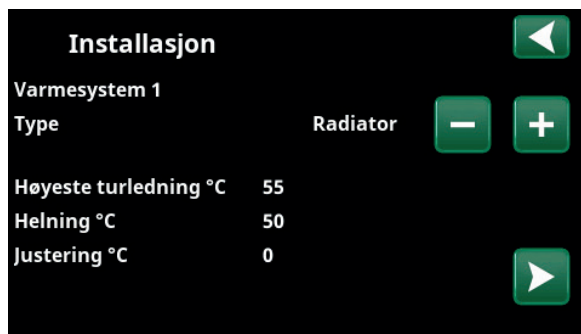 Installasjon
Varmesystem 1
Type Radiator
Høyeste turledning °C 55
Helning °C 50
Justering °C 0